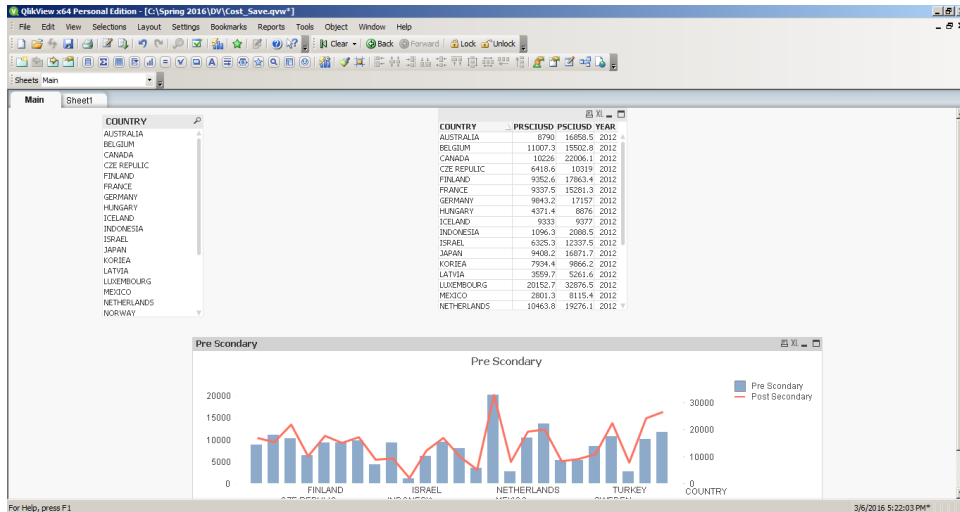 QlikView x64 Personal Edition - [C:\Spring 2016\DV\Cost_Save.qvw*]
File Edit View Selections Layout Settings Bookmarks Reports Tools Object Window Help
Clear Back Forward Lock Unlock
Sheets Main
Main Sheet1
COUNTRY
AUSTRALIA
BELGIUM
CANADA
CZE REPULIC
FINLAND
FRANCE
GERMANY
HUNGARY
ICELAND
INDONESIA
ISRAEL
JAPAN
KORIEA
LATVIA
LUXEMBOURG
MEXICO
NETHERLANDS
NORWAY
XL
COUNTRY PRSCIUSD PSCIUSD YEAR
AUSTRALIA 8790 16858.5 2012
BELGIUM 11007.3 15502.8 2012
CANADA 10226 22006.1 2012
CZE REPULIC 6418.6 10319 2012
FINLAND 9352.6 17863.4 2012
FRANCE 9337.5 15281.3 2012
GERMANY 9843.2 17157 2012
HUNGARY 4371.4 8876 2012
ICELAND 9333 9377 2012
INDONESIA 1096.3 2088.5 2012
ISRAEL 6325.3 12337.5 2012
JAPAN 9408.2 16871.7 2012
KORIEA 7934.4 9866.2 2012
LATVIA 3559.7 5261.6 2012
LUXEMBOURG 20152.7 32876.5 2012
MEXICO 2801.3 8115.4 2012
NETHERLANDS 10463.8 19276.1 2012
Pre Scondary XL
Pre Scondary
Pre Scondary
Post Secondary
20000
15000
10000
5000
0
30000
20000
10000
0
FINLAND ISRAEL NETHERLANDS TURKEY
COUNTRY
CZE REPULIC INDONESIA MEXICO SWEDEN
For Help, press F1
3/6/2016 5:22:03 PM*